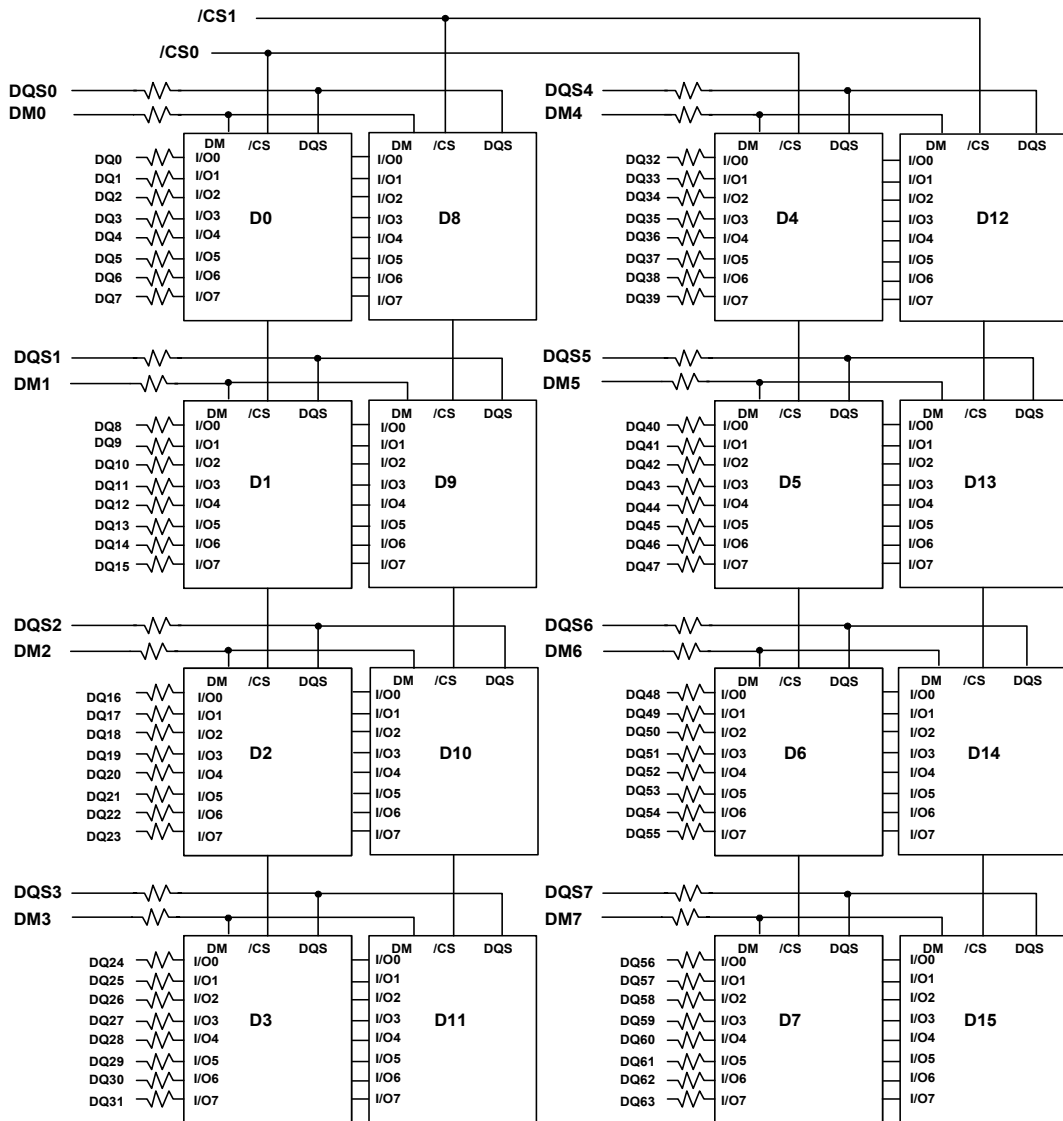 /CS1
/CS0
DQS0 DQS4
DM0 DM4
DM /CS DQS /CS DQS DM /CS DQS /CS DQS
DQ0 I/O0 I/O0 DQ32 I/O0 I/O0
DQ1 I/O1 I/O1 DQ33 I/O1 I/O1
DQ2 I/O2 I/O2 DQ34 I/O2 I/O2
DQ3 I/O3 D0 I/O3 D8 DQ35 I/O3 D4 I/O3 D12
DQ4 I/O4 I/O4 DQ36 I/O4 I/O4
DQ5 I/O5 I/O5 DQ37 I/O5 I/O5
DQ6 I/O6 I/O6 DQ38 I/O6 I/O6
DQ7 I/O7 I/O7 DQ39 I/O7 I/O7
DQS1 DQS5
DM1 DM5
DM /CS DQS DM /CS DQS DM /CS DQS DM /CS DQS
DQ8 I/O0 I/O0 DQ40 I/O0 I/O0
DQ9 I/O1 I/O1 DQ41 I/O1 I/O1
DQ10 I/O2 I/O2 DQ42 I/O2 I/O2
DQ11 I/O3 D1 I/O3 D9 DQ43 I/O3 D5 I/O3 D13
DQ12 I/O4 I/O4 DQ44 I/O4 I/O4
DQ13 I/O5 I/O5 DQ45 I/O5 I/O5
DQ14 I/O6 I/O6 DQ46 I/O6 I/O6
DQ15 I/O7 I/O7 DQ47 I/O7 I/O7
DQS2 DQS6
DM2 DM6
DM /CS DQS DM /CS DQS DM /CS DQS DM /CS DQS
DQ16 I/O0 I/O0 DQ48 I/O0 I/O0
DQ17 I/O1 I/O1 DQ49 I/O1 I/O1
DQ18 I/O2 I/O2 DQ50 I/O2 I/O2
DQ19 I/O3 D2 I/O3 D10 DQ51 I/O3 D6 I/O3 D14
DQ20 I/O4 I/O4 DQ52 I/O4 I/O4
DQ21 I/O5 I/O5 DQ53 I/O5 I/O5
DQ22 I/O6 I/O6 DQ54 I/O6 I/O6
DQ23 I/O7 I/O7 DQ55 I/O7 I/O7
DQS3 DQS7
DM3 DM7
DM /CS DQS DM /CS DQS DM /CS DQS DM /CS DQS
DQ24 I/O0 I/O0 DQ56 I/O0 I/O0
DQ25 I/O1 I/O1 DQ57 I/O1 I/O1
DQ26 I/O2 I/O2 DQ58 I/O2 I/O2
DQ27 I/O3 D3 I/O3 D11 DQ59 I/O3 D7 I/O3 D15
DQ28 I/O4 I/O4 DQ60 I/O4 I/O4
DQ29 I/O5 I/O5 DQ61 I/O5 I/O5
DQ30 I/O6 I/O6 DQ62 I/O6 I/O6
DQ31 I/O7 I/O7 DQ63 I/O7 I/O7